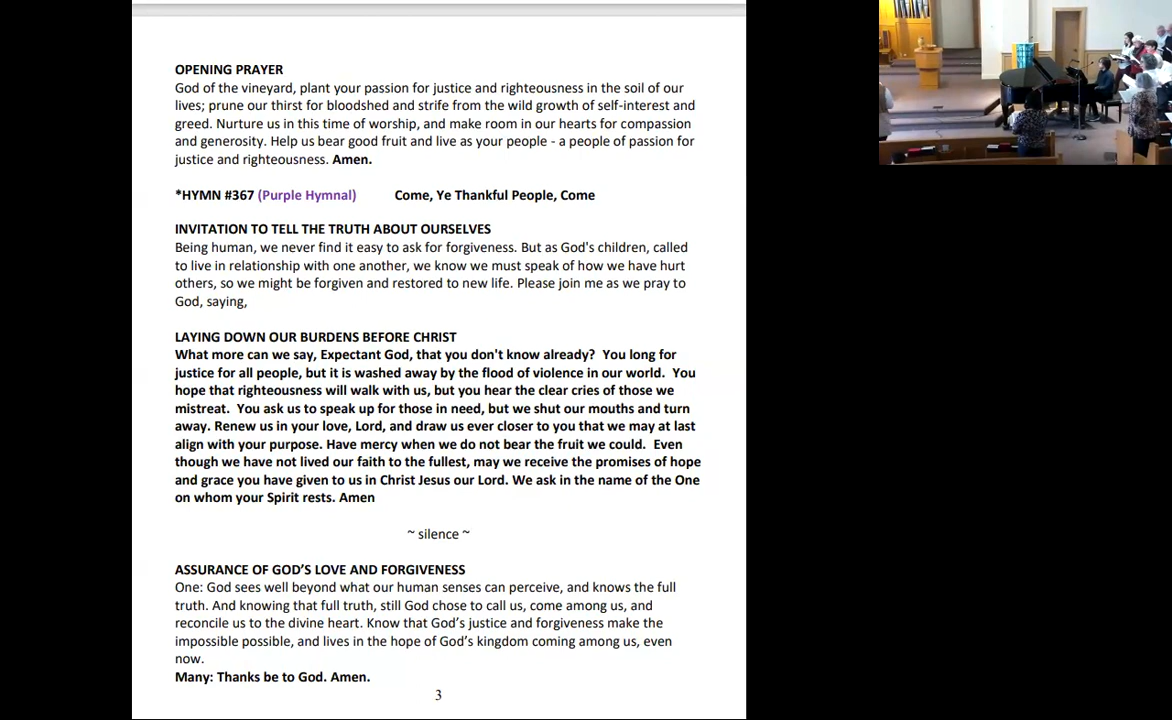 OPENING PRAYER
God of the vineyard, plant your passion for justice and righteousness in the soil of our
lives; prune our thirst for bloodshed and strife from the wild growth of self-interest and
greed. Nurture us in this time of worship, and make room in our hearts for compassion
and generosity. Help us bear good fruit and live as your people - a people of passion for
justice and righteousness. Amen.
*HYMN #367 (Purple Hymnal) Come, Ye Thankful People, Come
INVITATION TO TELL THE TRUTH ABOUT OURSELVES
Being human, we never find it easy to ask for forgiveness. But as God's children, called
to live in relationship with one another, we know we must speak of how we have hurt
others, so we might be forgiven and restored to new life. Please join me as we pray to
God, saying,
LAYING DOWN OUR BURDENS BEFORE CHRIST
What more can we say, Expectant God, that you don't know already? You long for
justice for all people, but it is washed away by the flood of violence in our world. You
hope that righteousness will walk with us, but you hear the clear cries of those we
mistreat. You ask us to speak up for those in need, but we shut our mouths and turn
away. Renew us in your love, Lord, and draw us ever closer to you that we may at last
align with your purpose. Have mercy when we do not bear the fruit we could. Even
though we have not lived our faith to the fullest, may we receive the promises of hope
and grace you have given to us in Christ Jesus our Lord. We ask in the name of the One
on whom your Spirit rests. Amen
~ silence ~
ASSURANCE OF GOD’S LOVE AND FORGIVENESS
One: God sees well beyond what our human senses can perceive, and knows the full
truth. And knowing that full truth, still God chose to call us, come among us, and
reconcile us to the divine heart. Know that God’s justice and forgiveness make the
impossible possible, and lives in the hope of God’s kingdom coming among us, even
now.
Many: Thanks be to God. Amen.
3